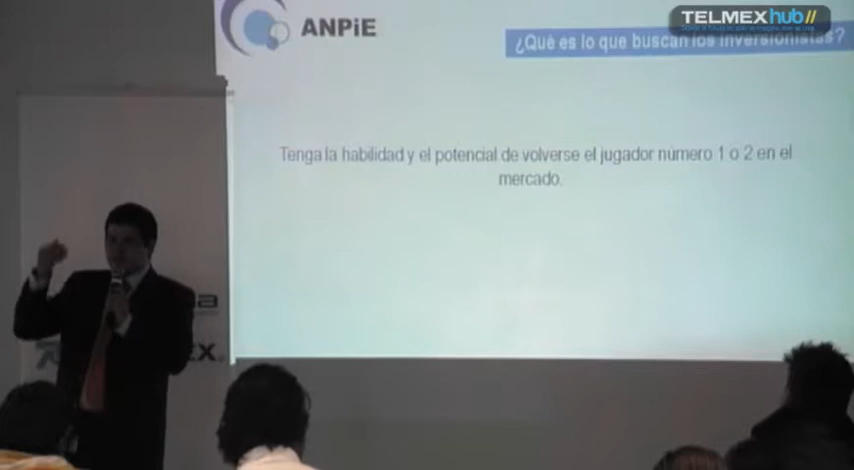 TELMEXhub//
ANPiE
¿Qué es lo que buscan los inversionistas?
Tenga la habilidad y el potencial de volverse el jugador número 1 o 2 en el
mercado.